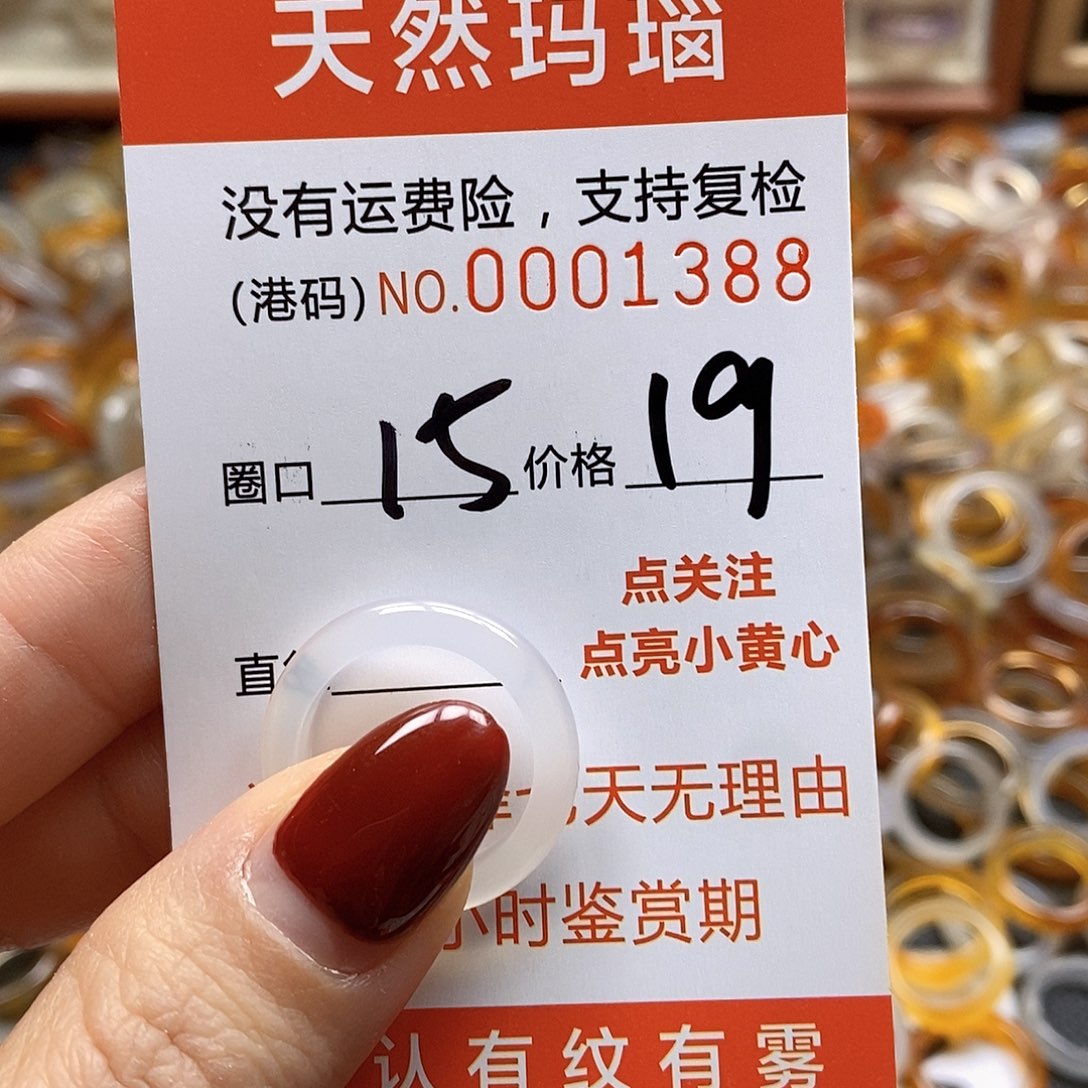 天然玛瑙
没有运费险，支持复检
(港码) NO.0001388
圈口 15 价格 19
点关注
点亮小黄心
直
天无理由
小时鉴赏期
认有纹有雾